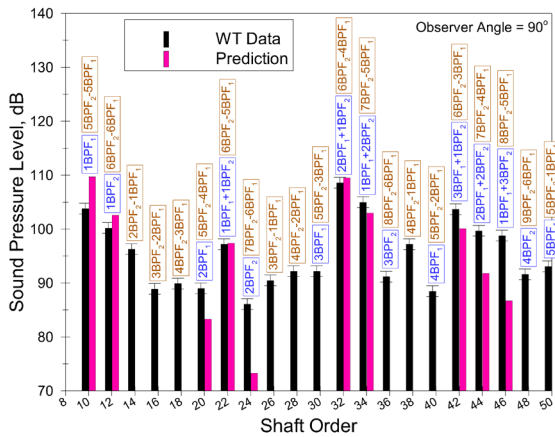 Observer Angle = 90°
WT Data
Prediction
Sound Pressure Level, dB
140
130
120
110
100
90
80
70
1BPF₁
5BPF₂-5BPF₁
1BPF₂
6BPF₂-6BPF₁
2BPF₂-1BPF₁
3BPF₂-2BPF₁
4BPF₂-3BPF₁
2BPF₁
5BPF₂-4BPF₁
1BPF₁+1BPF₂
6BPF₂-5BPF₁
2BPF₂
7BPF₂-6BPF₁
3BPF₂-1BPF₁
4BPF₂-2BPF₁
3BPF₁
5BPF₂-3BPF₁
2BPF₁+1BPF₂
6BPF₂-4BPF₁
1BPF₁+2BPF₂
7BPF₂-5BPF₁
3BPF₂
8BPF₂-6BPF₁
4BPF₂-1BPF₁
4BPF₁
5BPF₂-2BPF₁
3BPF₁+1BPF₂
6BPF₂-3BPF₁
2BPF₁+2BPF₂
7BPF₂-4BPF₁
1BPF₁+3BPF₂
8BPF₂-5BPF₁
4BPF₂
9BPF₂-6BPF₁
5BPF₁
5BPF₂-1BPF₁
8 10 12 14 16 18 20 22 24 26 28 30 32 34 36 38 40 42 44 46 48 50
Shaft Order